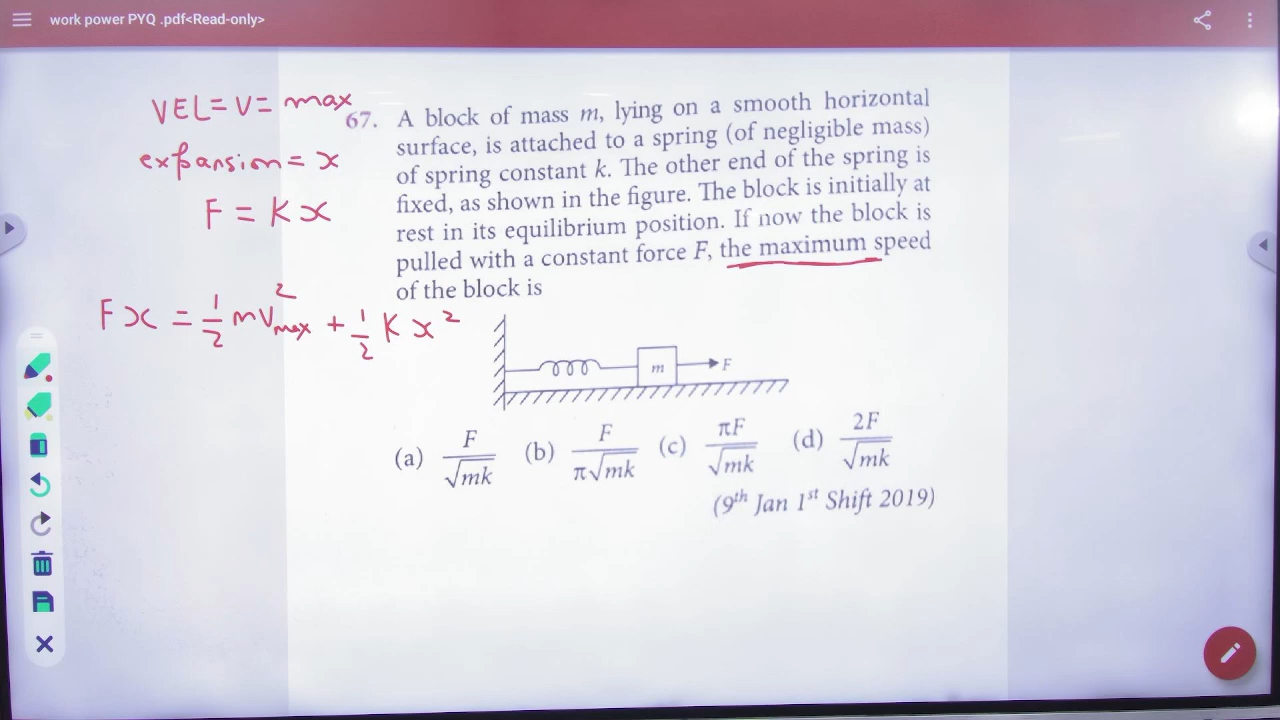 work power PYQ .pdf<Read-only>
VEL = V = max
expansion = x
F = Kx
Fx = 1/2 mv²max + 1/2 Kx²
67. A block of mass m, lying on a smooth horizontal
surface, is attached to a spring (of negligible mass)
of spring constant k. The other end of the spring is
fixed, as shown in the figure. The block is initially at
rest in its equilibrium position. If now the block is
pulled with a constant force F, the maximum speed
of the block is
m F
(a) F/√mk (b) F/π√mk (c) πF/√mk (d) 2F/√mk
(9th Jan 1st Shift 2019)